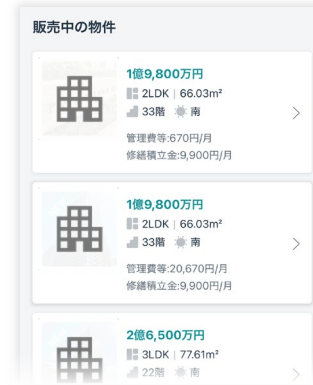 販売中の物件
1億9,800万円
2LDK | 66.03m²
33階 南
管理費等:670円/月
修繕積立金:9,900円/月
1億9,800万円
2LDK | 66.03m²
33階 南
管理費等:20,670円/月
修繕積立金:9,900円/月
2億6,500万円
3LDK | 77.61m²
22階 南